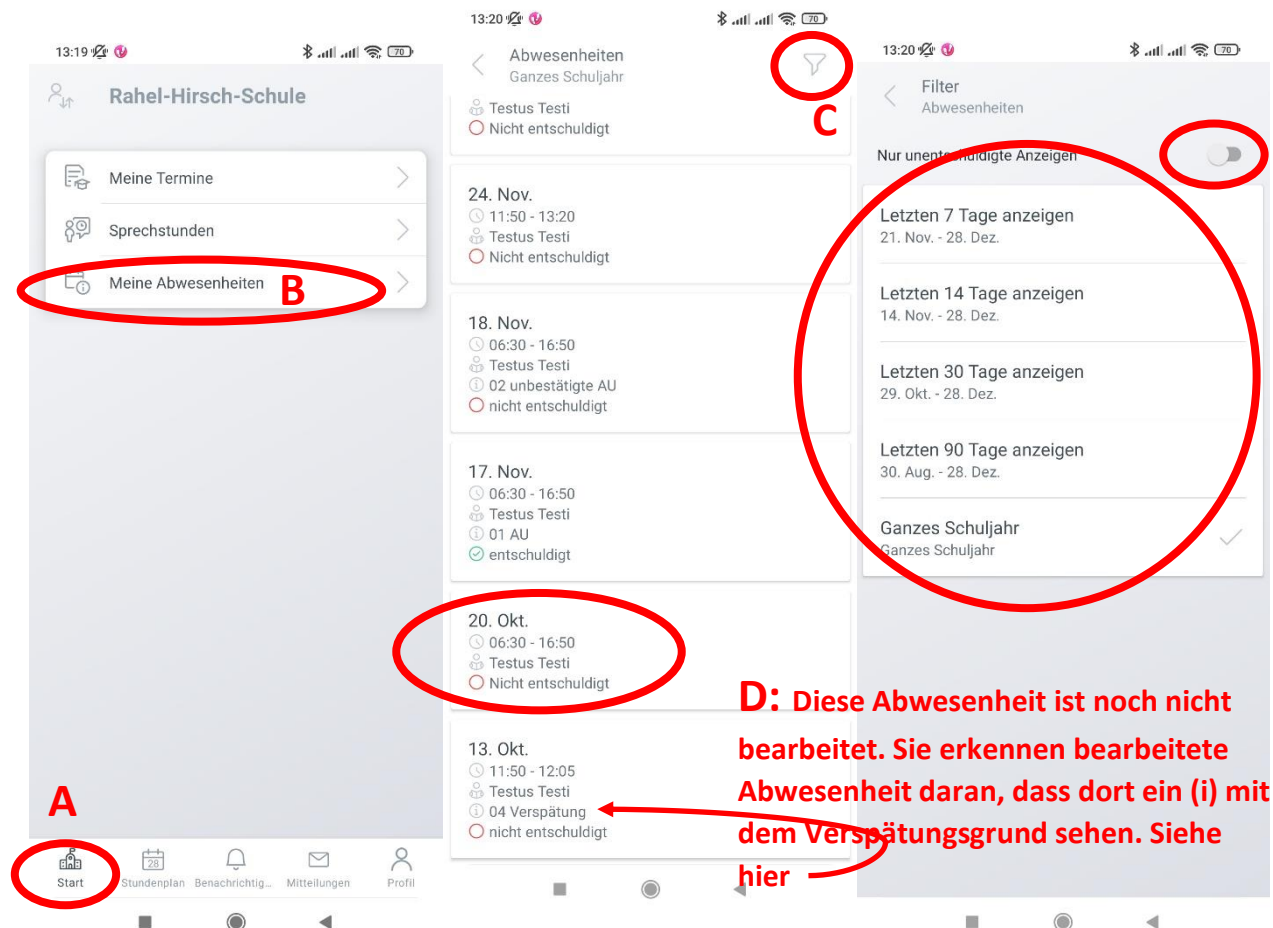 13:19
70
Rahel-Hirsch-Schule
Meine Termine
Sprechstunden
Meine Abwesenheiten
B
A
Start
28
Stundenplan
Benachrichtig...
Mitteilungen
Profil
13:20
70
Abwesenheiten
Ganzes Schuljahr
C
Testus Testi
Nicht entschuldigt
24. Nov.
11:50 - 13:20
Testus Testi
Nicht entschuldigt
18. Nov.
06:30 - 16:50
Testus Testi
02 unbestätigte AU
nicht entschuldigt
17. Nov.
06:30 - 16:50
Testus Testi
01 AU
entschuldigt
20. Okt.
06:30 - 16:50
Testus Testi
Nicht entschuldigt
13. Okt.
11:50 - 12:05
Testus Testi
04 Verspätung
nicht entschuldigt
13:20
70
Filter
Abwesenheiten
Nur unentschuldigte Anzeigen
Letzten 7 Tage anzeigen
21. Nov. - 28. Dez.
Letzten 14 Tage anzeigen
14. Nov. - 28. Dez.
Letzten 30 Tage anzeigen
29. Okt. - 28. Dez.
Letzten 90 Tage anzeigen
30. Aug. - 28. Dez.
Ganzes Schuljahr
Ganzes Schuljahr
D: Diese Abwesenheit ist noch nicht
bearbeitet. Sie erkennen bearbeitete
Abwesenheit daran, dass dort ein (i) mit
dem Verspätungsgrund sehen. Siehe
hier